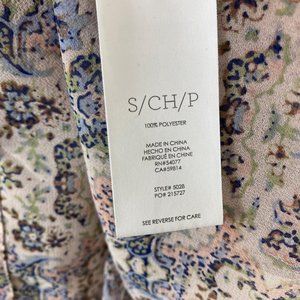 S/CH/P
100% POLYESTER
MADE IN CHINA
HECHO EN CHINA
FABRIQUÉ EN CHINE
RN#54077
CA#59814
STYLE# 5028
PO# 215727
SEE REVERSE FOR CARE